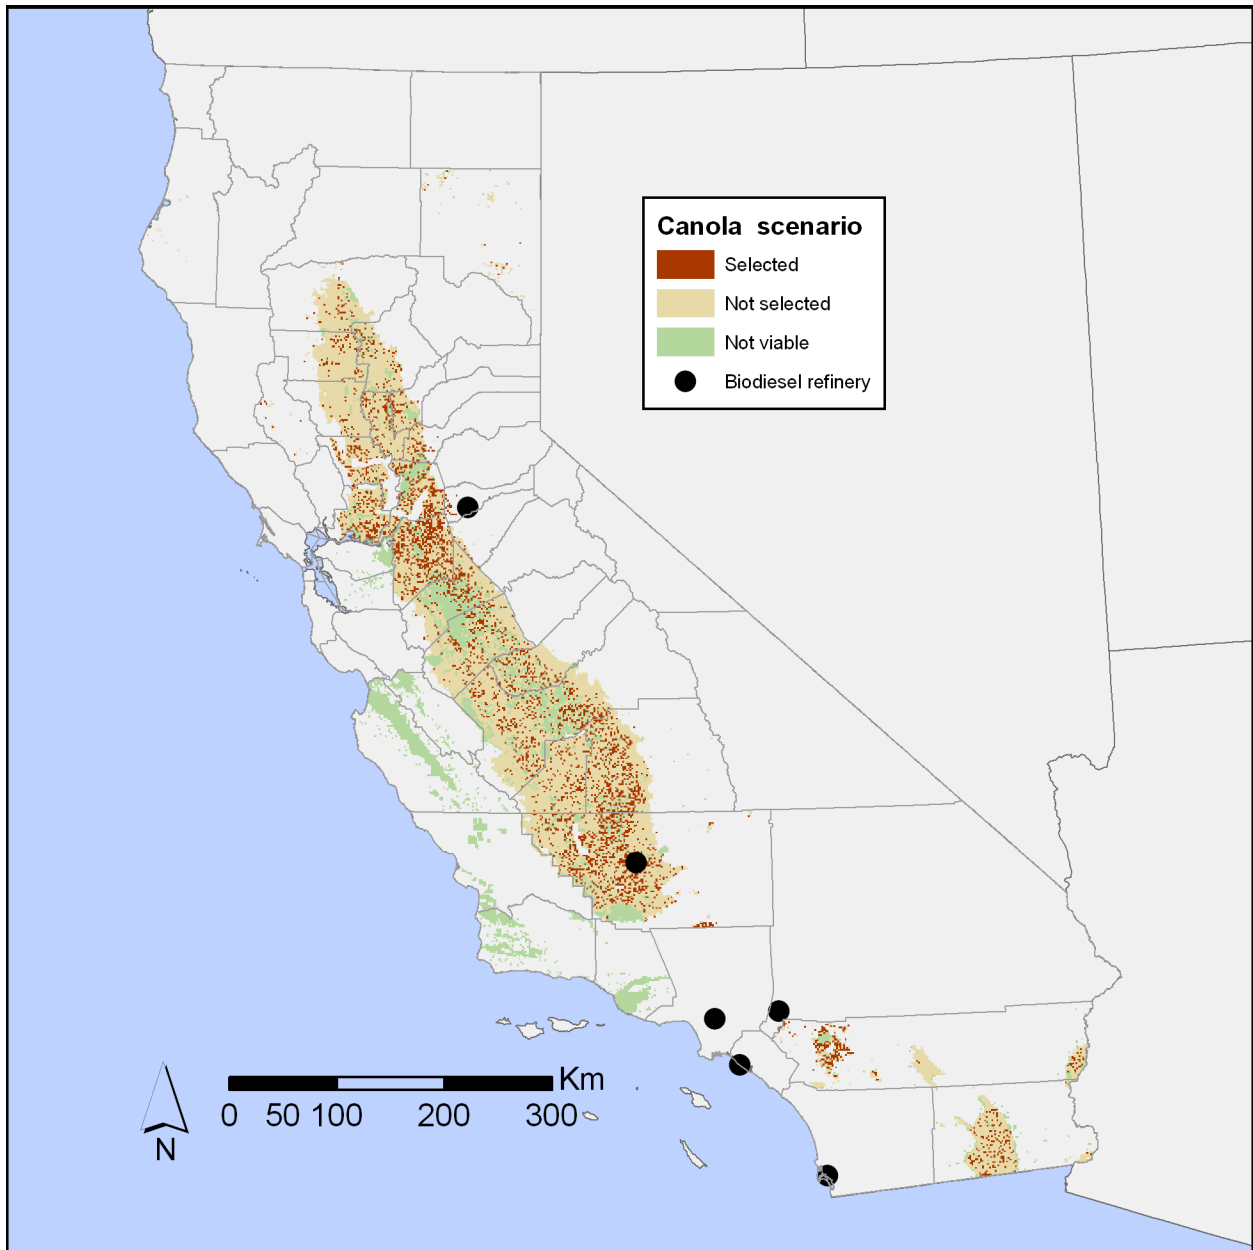 Canola scenario
Selected
Not selected
Not viable
Biodiesel refinery
Km
0 50 100 200 300
N